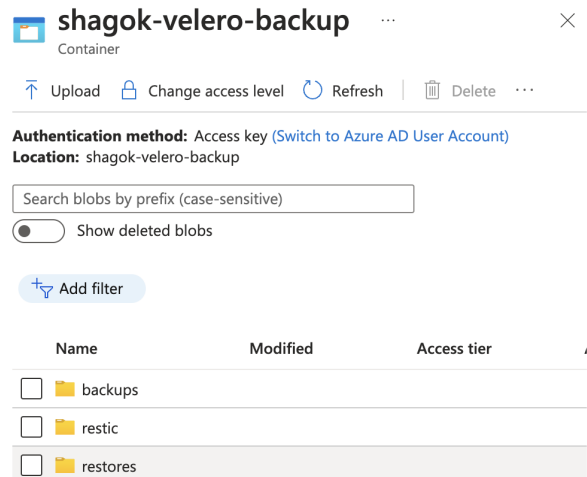 shagok-velero-backup ...
Container
Upload Change access level Refresh Delete ...
Authentication method: Access key (Switch to Azure AD User Account)
Location: shagok-velero-backup
Search blobs by prefix (case-sensitive)
Show deleted blobs
Add filter
Name Modified Access tier
backups
restic
restores